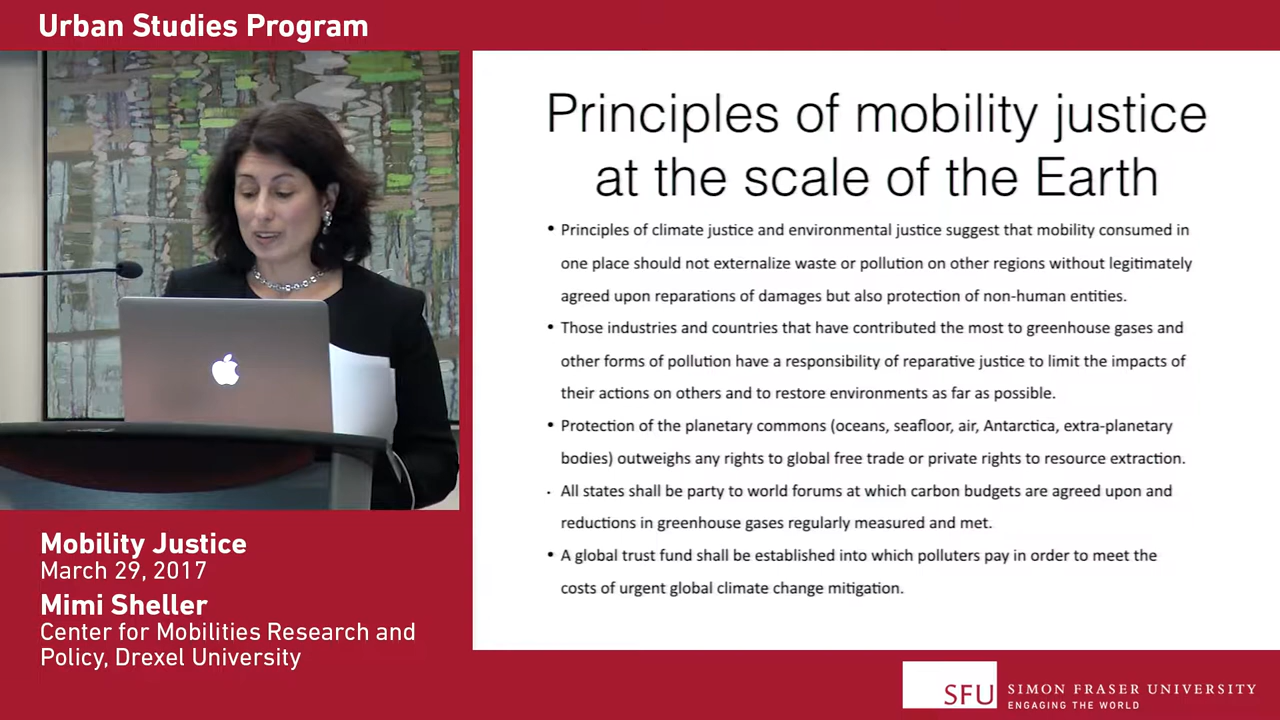 Urban Studies Program
Principles of mobility justice
at the scale of the Earth
• Principles of climate justice and environmental justice suggest that mobility consumed in
one place should not externalize waste or pollution on other regions without legitimately
agreed upon reparations of damages but also protection of non-human entities.
• Those industries and countries that have contributed the most to greenhouse gases and
other forms of pollution have a responsibility of reparative justice to limit the impacts of
their actions on others and to restore environments as far as possible.
• Protection of the planetary commons (oceans, seafloor, air, Antarctica, extra-planetary
bodies) outweighs any rights to global free trade or private rights to resource extraction.
· All states shall be party to world forums at which carbon budgets are agreed upon and
reductions in greenhouse gases regularly measured and met.
• A global trust fund shall be established into which polluters pay in order to meet the
costs of urgent global climate change mitigation.
Mobility Justice
March 29, 2017
Mimi Sheller
Center for Mobilities Research and
Policy, Drexel University
SFU
SIMON FRASER UNIVERSITY
ENGAGING THE WORLD